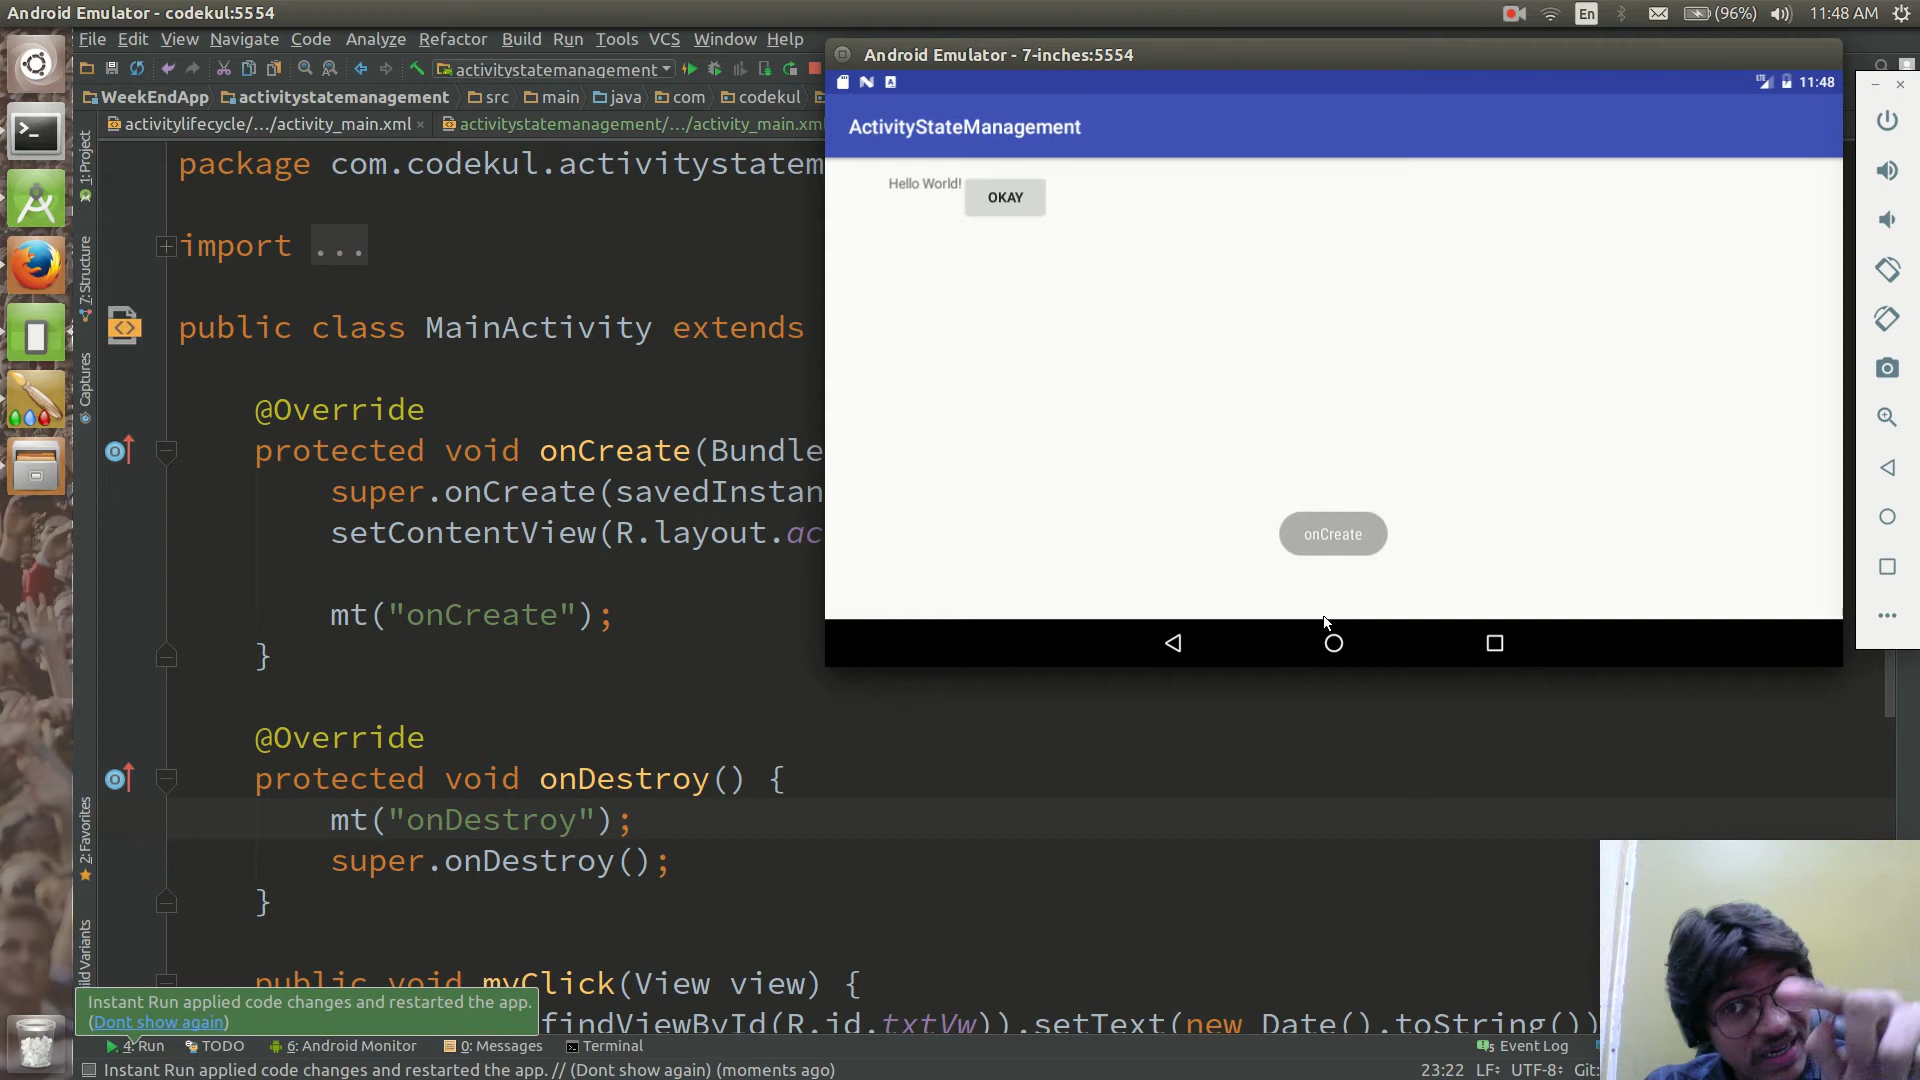 Android Emulator - codekul:5554
En
(96%)
11:48 AM
File Edit View Navigate Code Analyze Refactor Build Run Tools VCS Window Help
activitystatemanagement
WeekEndApp
activitystatemanagement
src
main
java
com
codekul
activitylifecycle/.../activity_main.xml
activitystatemanagement/.../activity_main.xml
1: Project
7: Structure
Captures
2: Favorites
package com.codekul.activitystatem
import ...
public class MainActivity extends
@Override
protected void onCreate(Bundle
super.onCreate(savedInstan
setContentView(R.layout.ac
mt("onCreate");
}
@Override
protected void onDestroy() {
mt("onDestroy");
super.onDestroy();
}
public void myClick(View view) {
findViewById(R.id.txtVw)).setText(new Date().toString())
Android Emulator - 7-inches:5554
LTE
11:48
ActivityStateManagement
Hello World!
OKAY
onCreate
Instant Run applied code changes and restarted the app.
(Dont show again)
4: Run
TODO
6: Android Monitor
0: Messages
Terminal
Event Log
Instant Run applied code changes and restarted the app. // (Dont show again) (moments ago)
23:22
LF
UTF-8
Git: